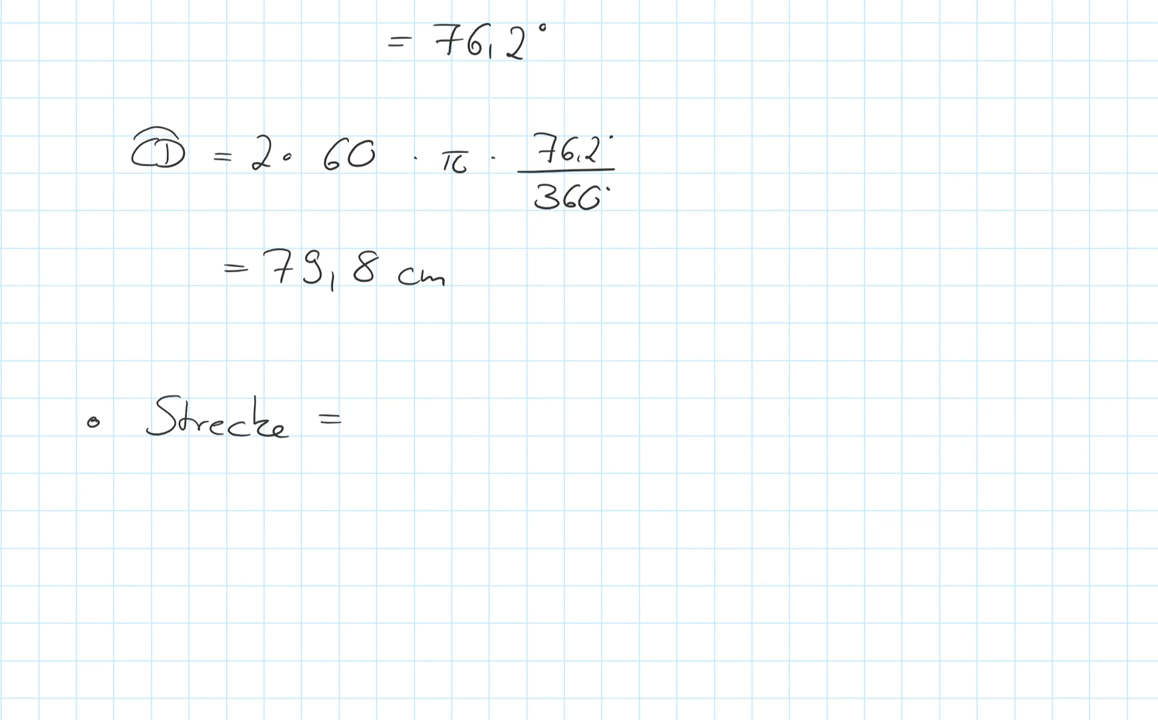 = 76,2°
CD = 2 · 60 · π · 76,2° / 360°
= 79,8 cm
• Strecke =